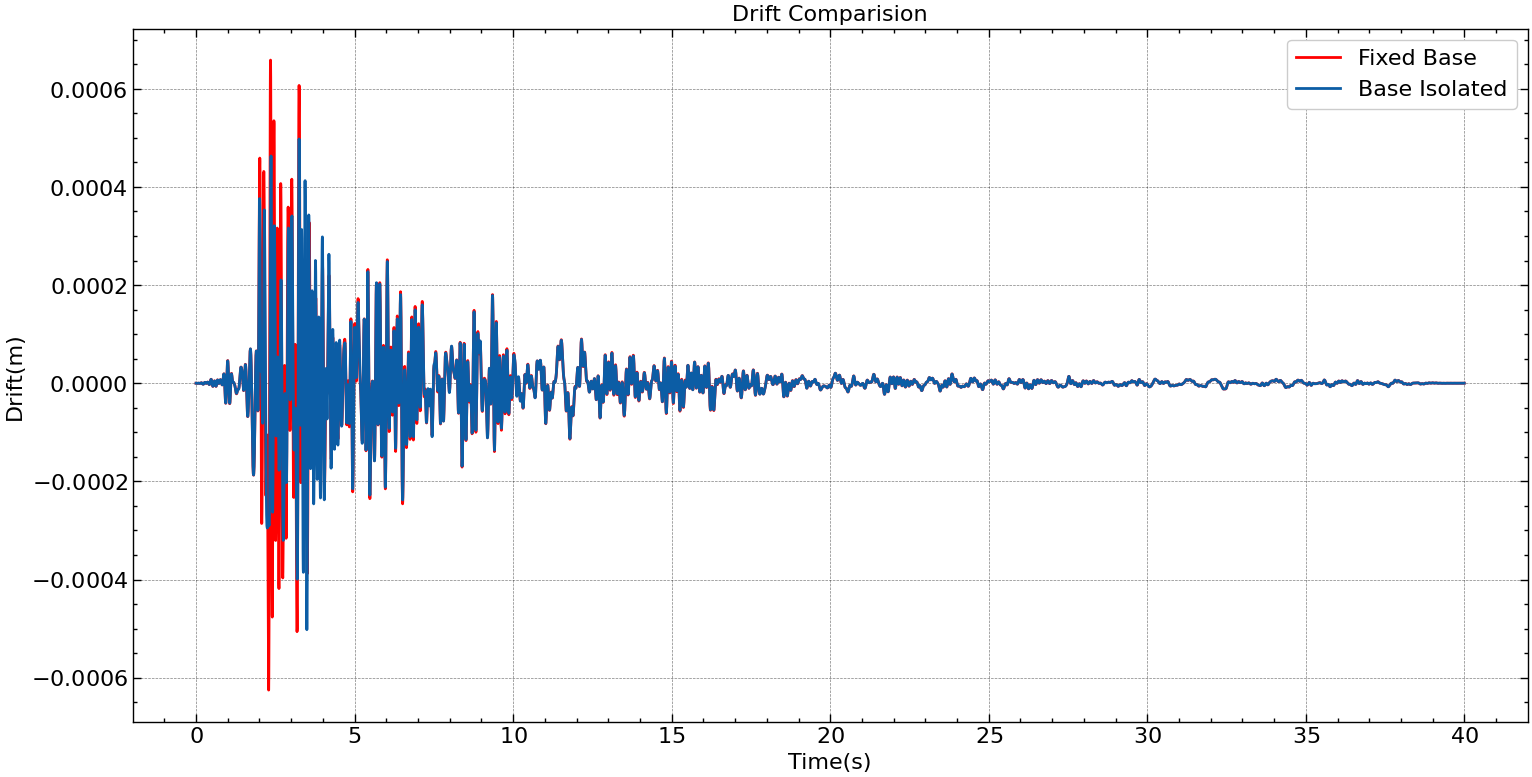 Drift Comparision
Fixed Base
Base Isolated
0.0006
0.0004
0.0002
0.0000
−0.0002
−0.0004
−0.0006
Drift(m)
0 5 10 15 20 25 30 35 40
Time(s)